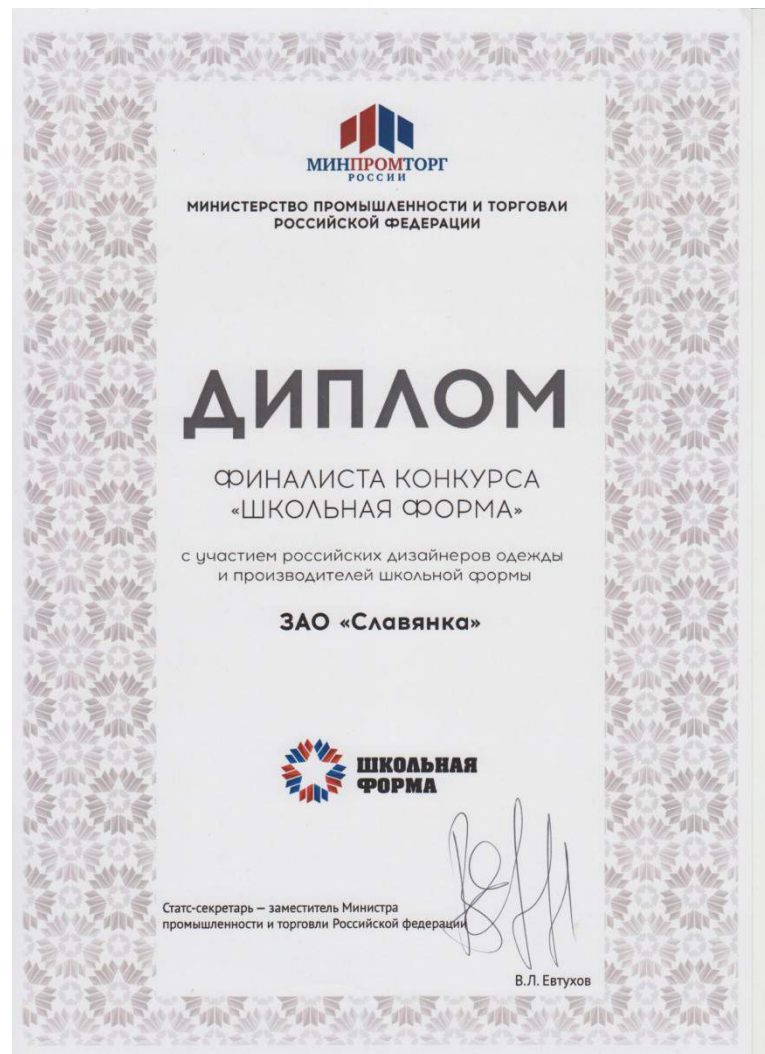 МИНПРОМТОРГ
РОССИИ
МИНИСТЕРСТВО ПРОМЫШЛЕННОСТИ И ТОРГОВЛИ
РОССИЙСКОЙ ФЕДЕРАЦИИ
ДИПЛОМ
ФИНАЛИСТА КОНКУРСА
«ШКОЛЬНАЯ ФОРМА»
с участием российских дизайнеров одежды
и производителей школьной формы
ЗАО «Славянка»
ШКОЛЬНАЯ
ФОРМА
Статс-секретарь — заместитель Министра
промышленности и торговли Российской федерации
В.Л. Евтухов